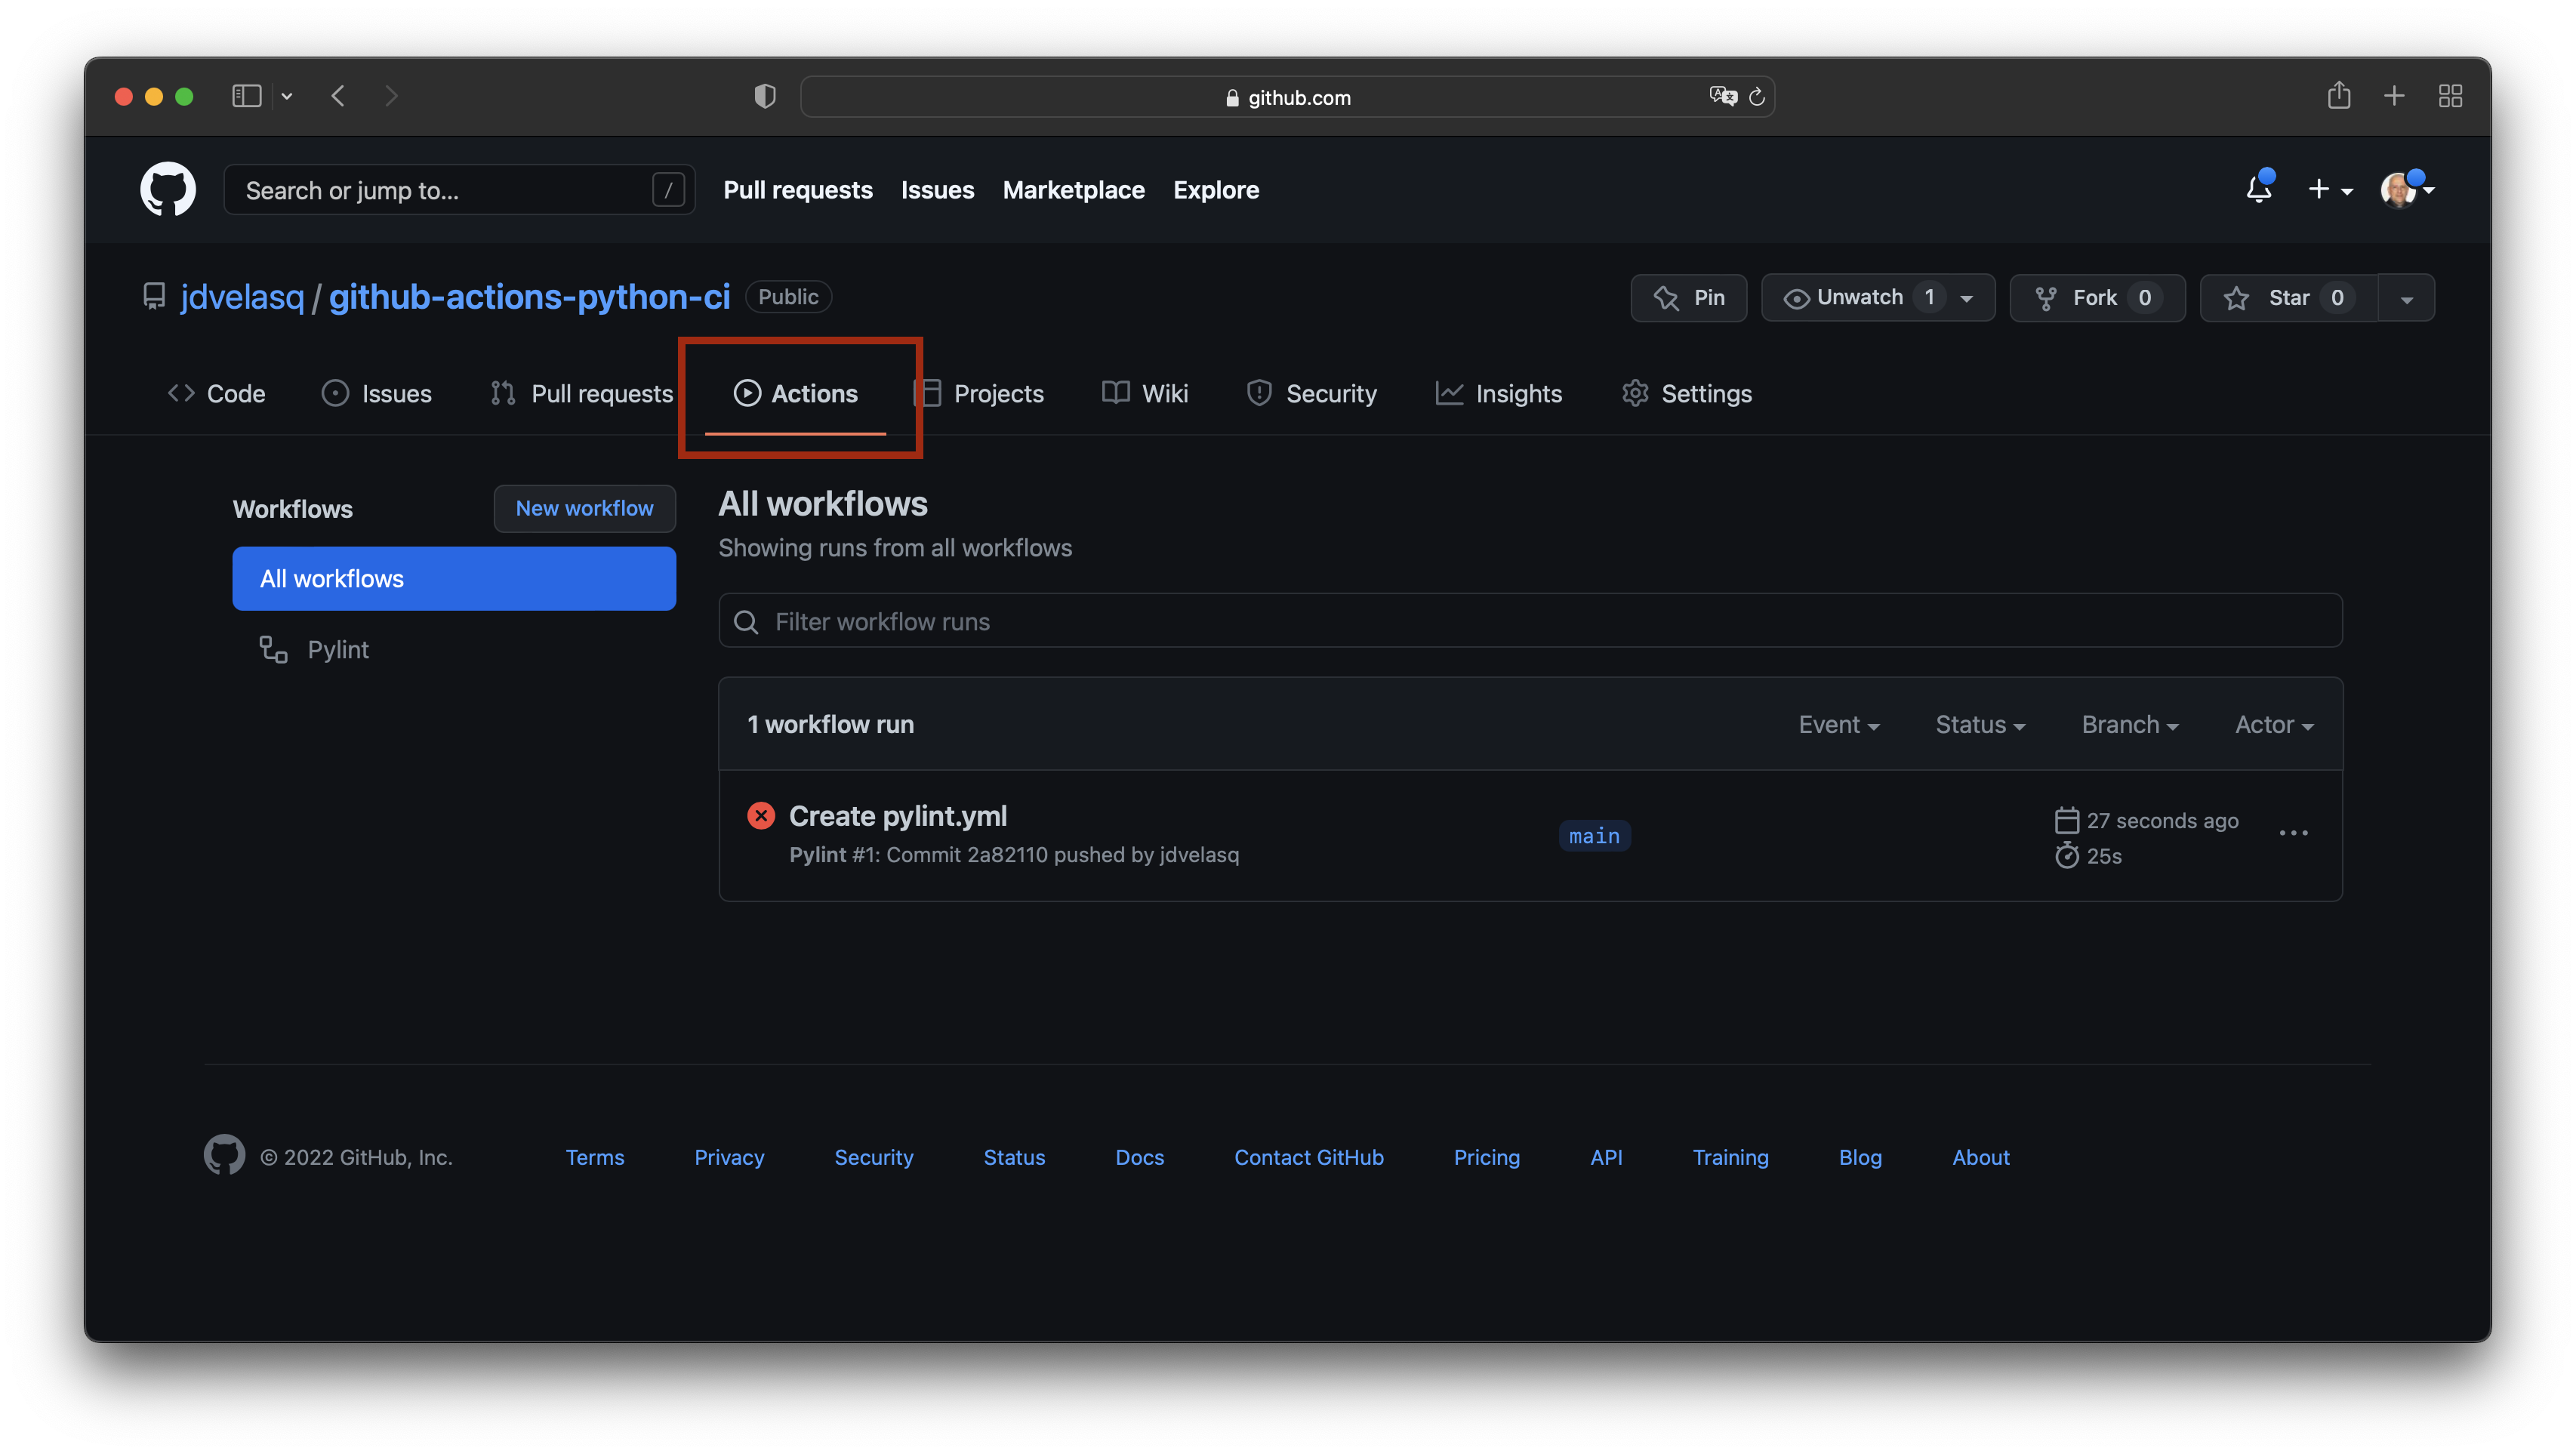 github.com
Search or jump to... /
Pull requests Issues Marketplace Explore
jdvelasq / github-actions-python-ci Public
Pin Unwatch 1 Fork 0 Star 0
Code Issues Pull requests Actions Projects Wiki Security Insights Settings
Workflows New workflow
All workflows
Pylint
All workflows
Showing runs from all workflows
Filter workflow runs
1 workflow run Event Status Branch Actor
Create pylint.yml
Pylint #1: Commit 2a82110 pushed by jdvelasq
main
27 seconds ago
25s
© 2022 GitHub, Inc. Terms Privacy Security Status Docs Contact GitHub Pricing API Training Blog About